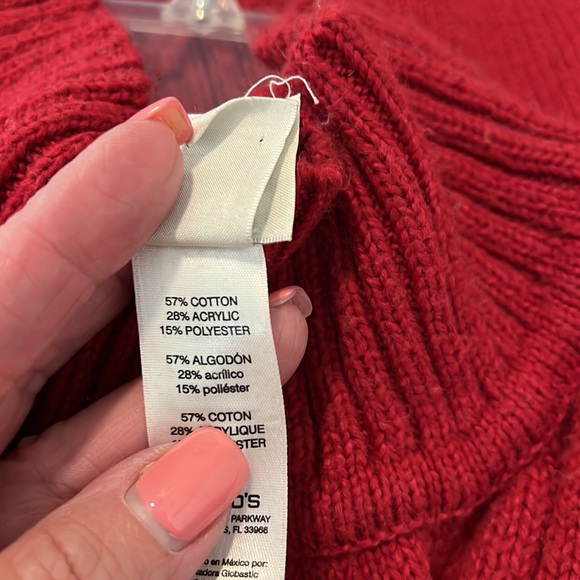 57% COTTON
28% ACRYLIC
15% POLYESTER
57% ALGODÓN
28% acrílico
15% poliéster
57% COTON
28%
PARKWAY
FL 33966
en México por:
Globastic